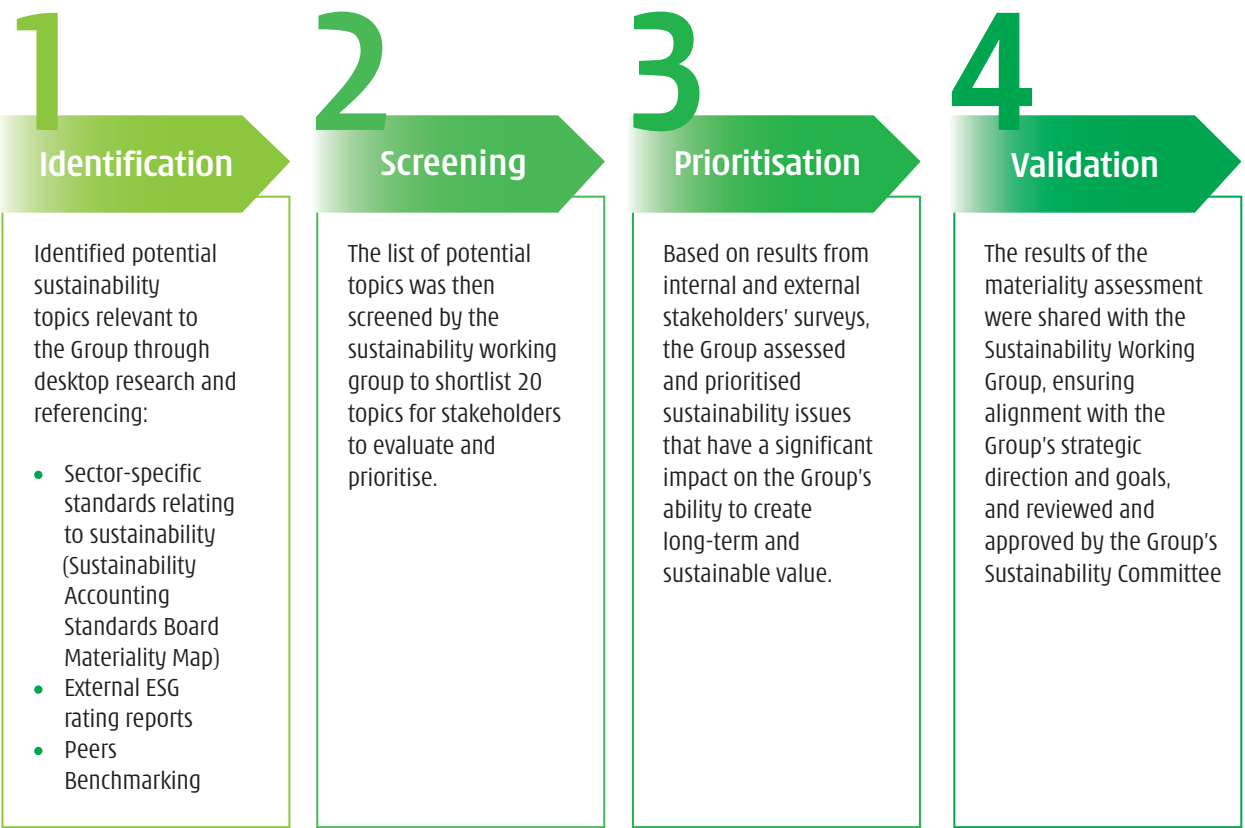 1
Identification
Identified potential
sustainability
topics relevant to
the Group through
desktop research and
referencing:
• Sector-specific
standards relating
to sustainability
(Sustainability
Accounting
Standards Board
Materiality Map)
• External ESG
rating reports
• Peers
Benchmarking
2
Screening
The list of potential
topics was then
screened by the
sustainability working
group to shortlist 20
topics for stakeholders
to evaluate and
prioritise.
3
Prioritisation
Based on results from
internal and external
stakeholders' surveys,
the Group assessed
and prioritised
sustainability issues
that have a significant
impact on the Group's
ability to create
long-term and
sustainable value.
4
Validation
The results of the
materiality assessment
were shared with the
Sustainability Working
Group, ensuring
alignment with the
Group's strategic
direction and goals,
and reviewed and
approved by the Group's
Sustainability Committee